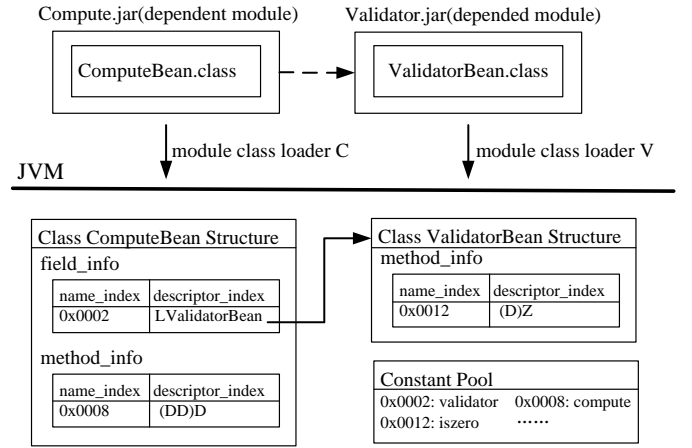 Compute.jar(dependent module) Validator.jar(depended module)
ComputeBean.class ValidatorBean.class
module class loader C module class loader V
JVM
Class ComputeBean Structure
field_info
name_index descriptor_index
0x0002 LValidatorBean
method_info
name_index descriptor_index
0x0008 (DD)D
Class ValidatorBean Structure
method_info
name_index descriptor_index
0x0012 (D)Z
Constant Pool
0x0002: validator 0x0008: compute
0x0012: iszero ......